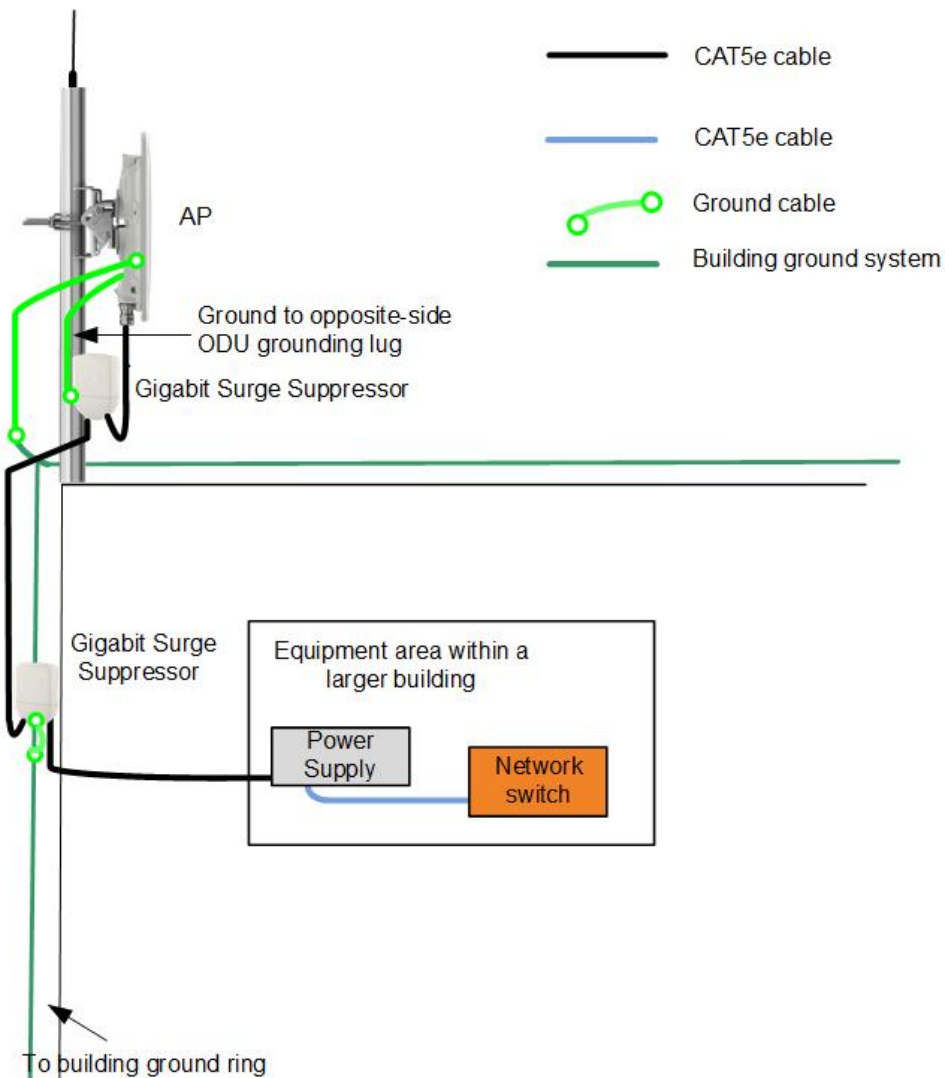 CAT5e cable
CAT5e cable
AP
Ground cable
Building ground system
Ground to opposite-side
ODU grounding lug
Gigabit Surge Suppressor
Gigabit Surge
Suppressor
Equipment area within a
larger building
Power
Supply
Network
switch
To building ground ring